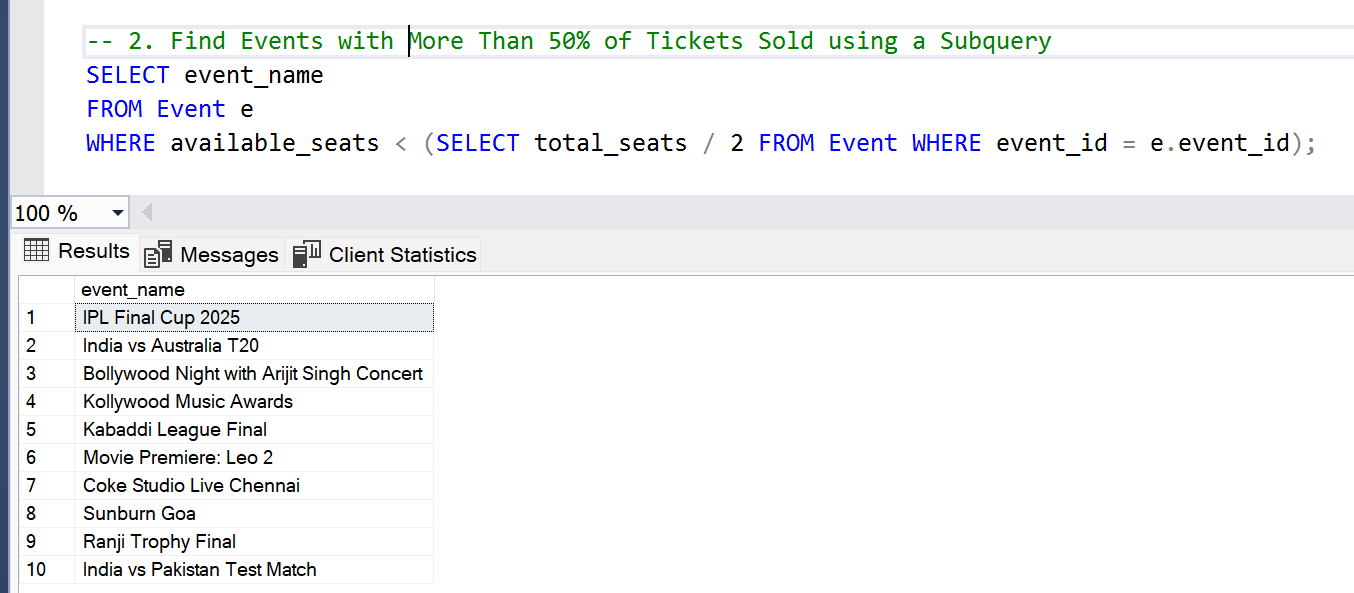 -- 2. Find Events with More Than 50% of Tickets Sold using a Subquery
SELECT event_name
FROM Event e
WHERE available_seats < (SELECT total_seats / 2 FROM Event WHERE event_id = e.event_id);
100 %
Results Messages Client Statistics
event_name
1 IPL Final Cup 2025
2 India vs Australia T20
3 Bollywood Night with Arijit Singh Concert
4 Kollywood Music Awards
5 Kabaddi League Final
6 Movie Premiere: Leo 2
7 Coke Studio Live Chennai
8 Sunburn Goa
9 Ranji Trophy Final
10 India vs Pakistan Test Match